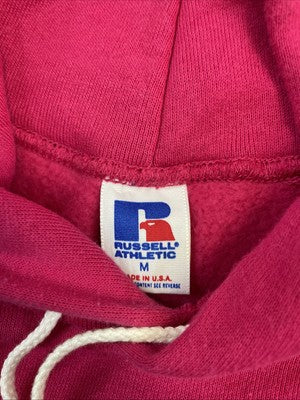 R
RUSSELL®
ATHLETIC
M
MADE IN U.S.A.
CONTENT SEE REVERSE